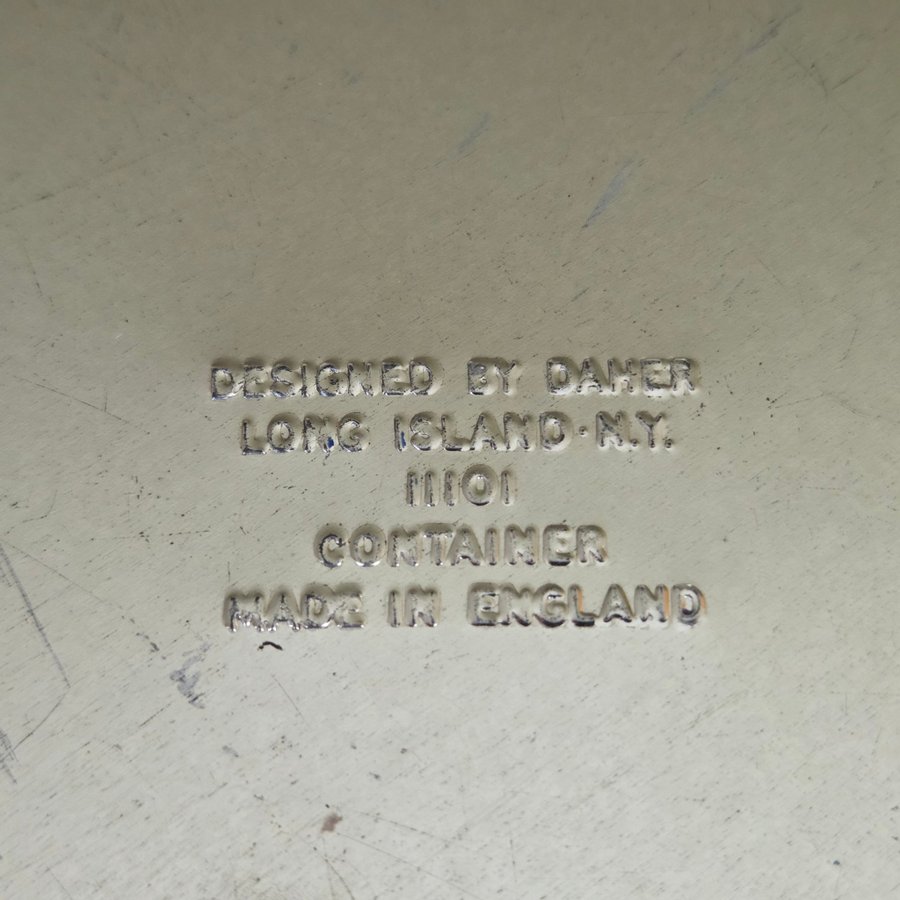 DESIGNED BY DAHER
LONG ISLAND·N.Y.
11101
CONTAINER
MADE IN ENGLAND